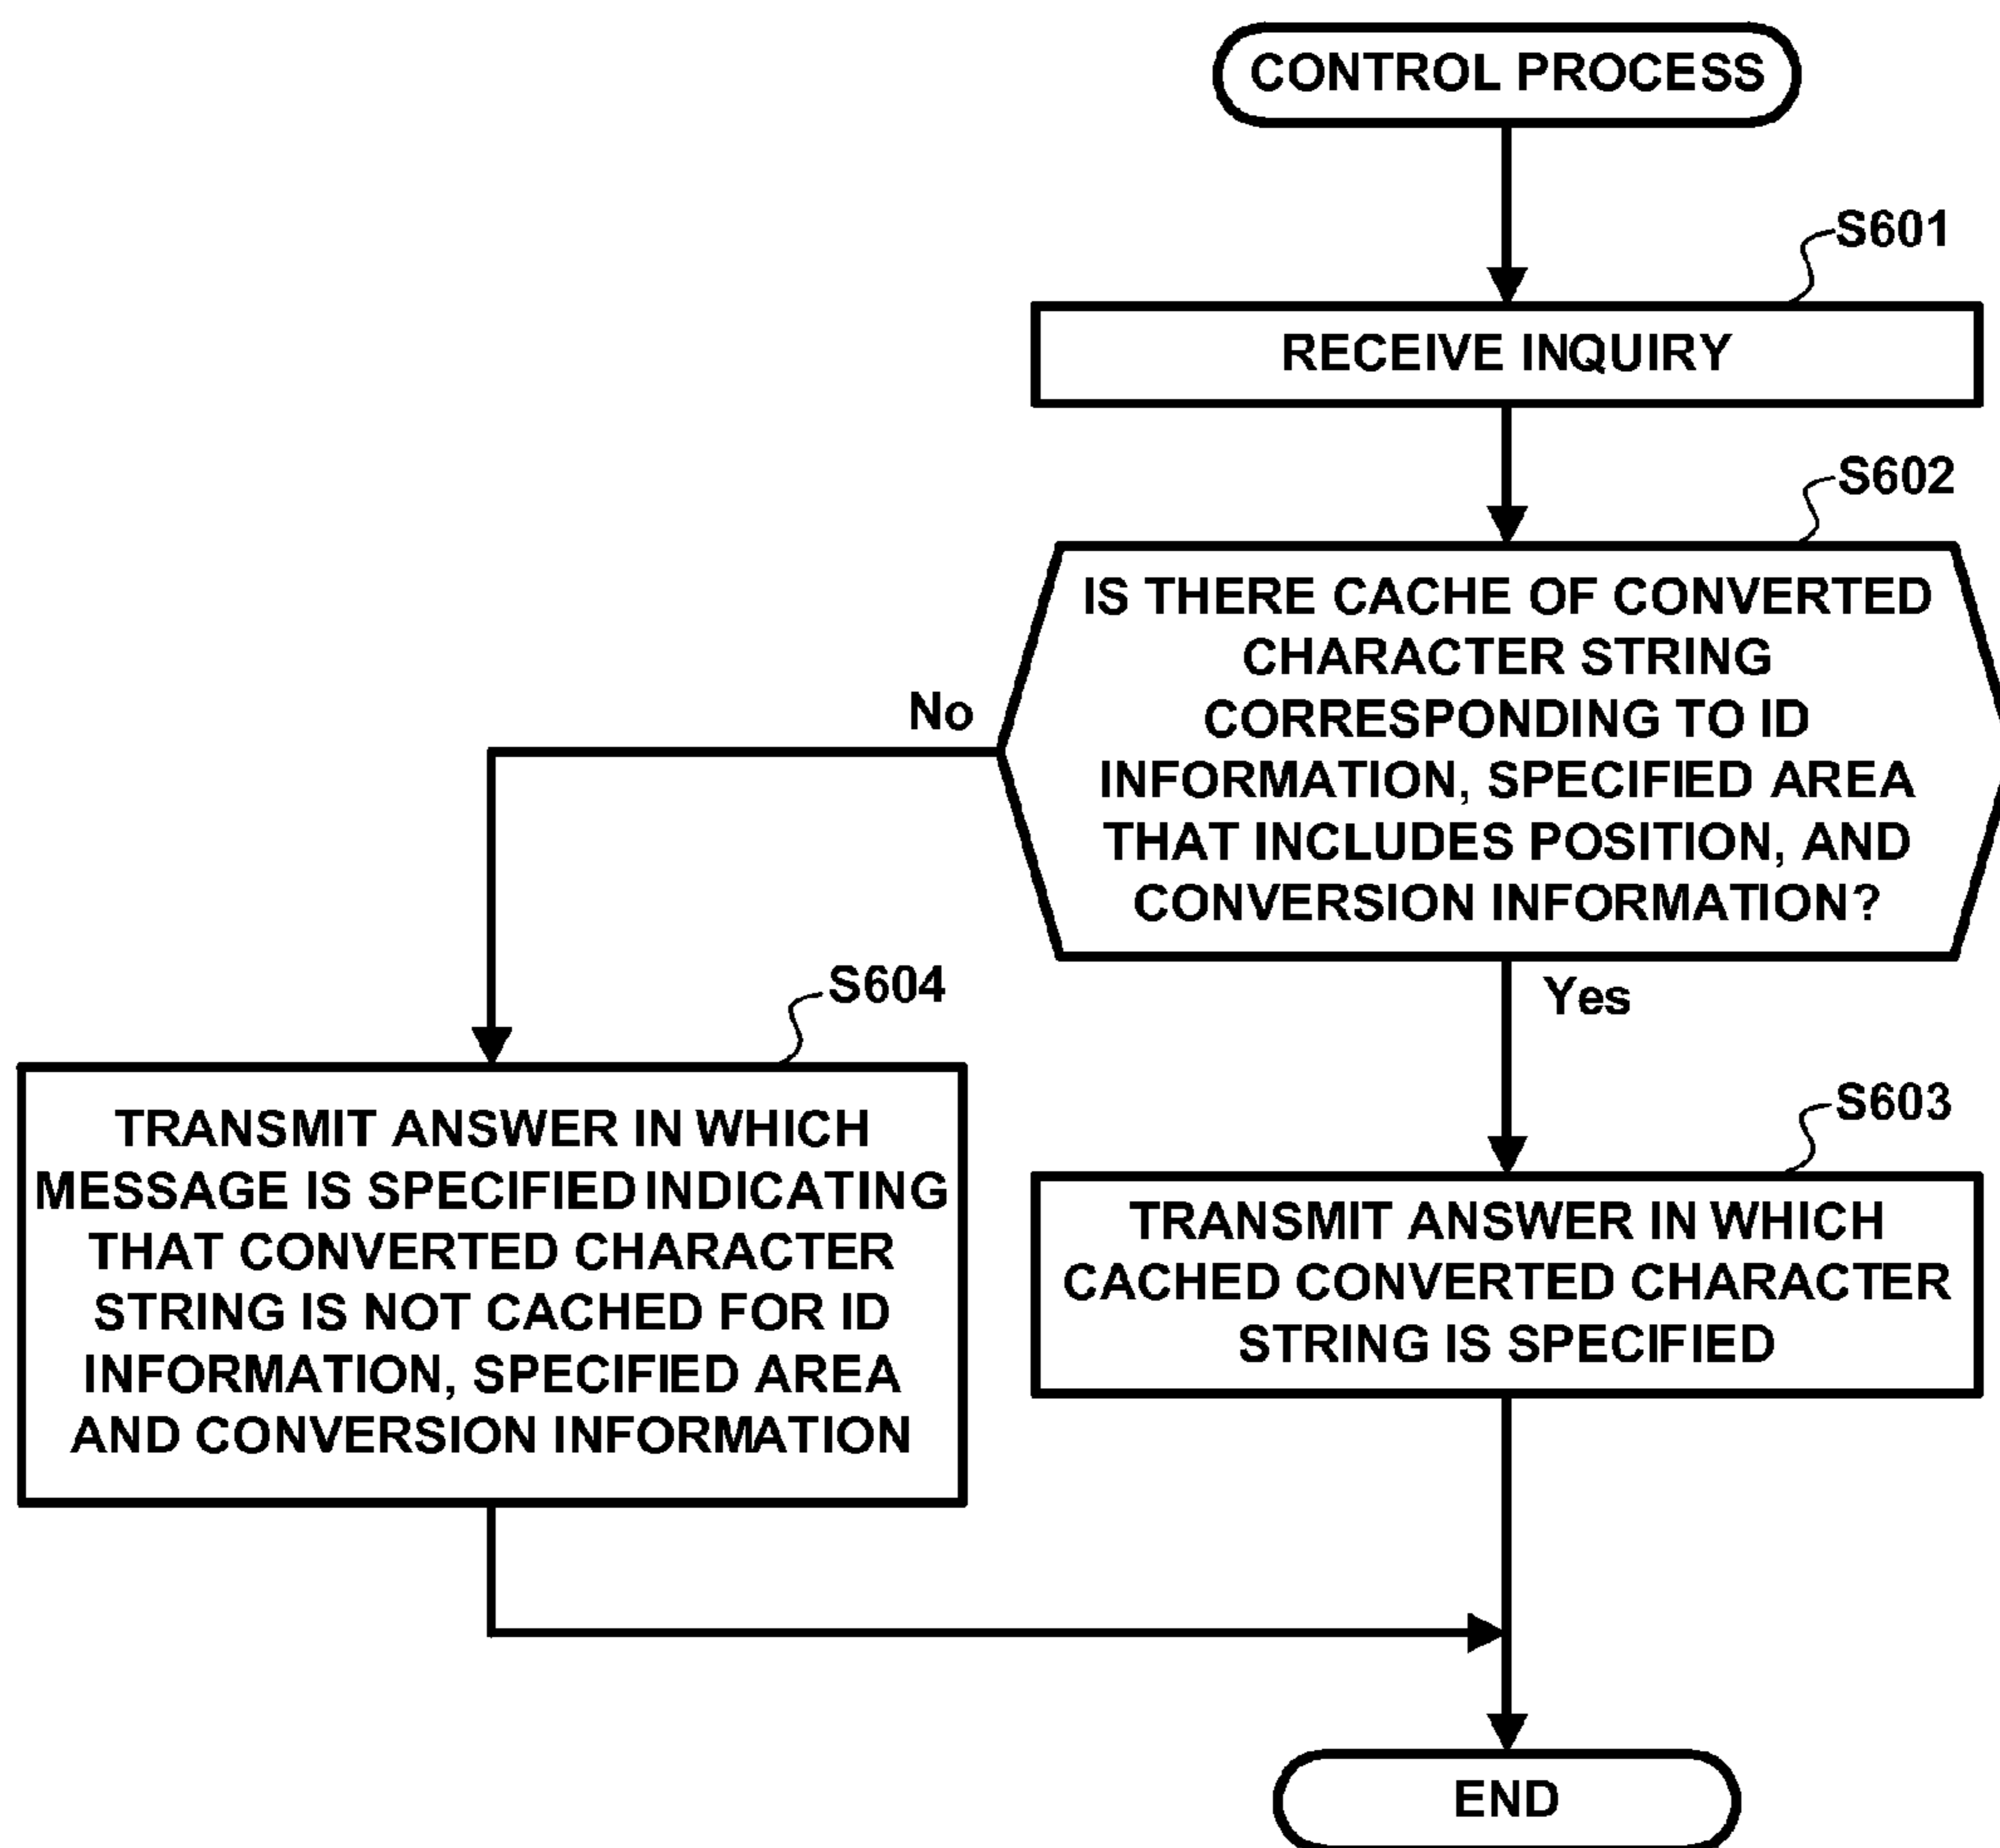 CONTROL PROCESS
S601
RECEIVE INQUIRY
S602
IS THERE CACHE OF CONVERTED
CHARACTER STRING
CORRESPONDING TO ID
INFORMATION, SPECIFIED AREA
THAT INCLUDES POSITION, AND
CONVERSION INFORMATION?
No
Yes
S604
TRANSMIT ANSWER IN WHICH
MESSAGE IS SPECIFIED INDICATING
THAT CONVERTED CHARACTER
STRING IS NOT CACHED FOR ID
INFORMATION, SPECIFIED AREA
AND CONVERSION INFORMATION
S603
TRANSMIT ANSWER IN WHICH
CACHED CONVERTED CHARACTER
STRING IS SPECIFIED
END